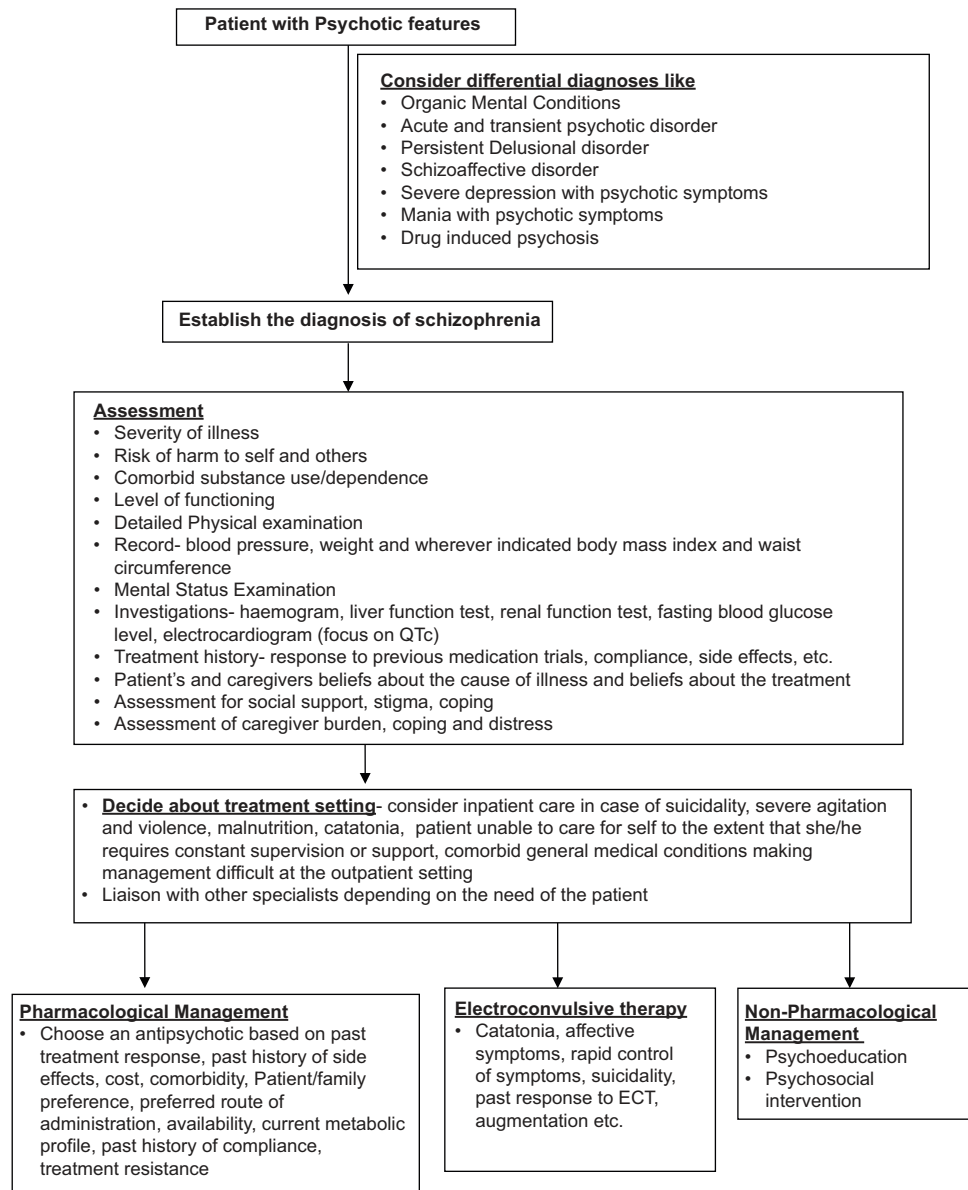 Patient with Psychotic features
Consider differential diagnoses like
• Organic Mental Conditions
• Acute and transient psychotic disorder
• Persistent Delusional disorder
• Schizoaffective disorder
• Severe depression with psychotic symptoms
• Mania with psychotic symptoms
• Drug induced psychosis
Establish the diagnosis of schizophrenia
Assessment
• Severity of illness
• Risk of harm to self and others
• Comorbid substance use/dependence
• Level of functioning
• Detailed Physical examination
• Record- blood pressure, weight and wherever indicated body mass index and waist
circumference
• Mental Status Examination
• Investigations- haemogram, liver function test, renal function test, fasting blood glucose
level, electrocardiogram (focus on QTc)
• Treatment history- response to previous medication trials, compliance, side effects, etc.
• Patient's and caregivers beliefs about the cause of illness and beliefs about the treatment
• Assessment for social support, stigma, coping
• Assessment of caregiver burden, coping and distress
• Decide about treatment setting- consider inpatient care in case of suicidality, severe agitation
and violence, malnutrition, catatonia, patient unable to care for self to the extent that she/he
requires constant supervision or support, comorbid general medical conditions making
management difficult at the outpatient setting
• Liaison with other specialists depending on the need of the patient
Pharmacological Management
• Choose an antipsychotic based on past
treatment response, past history of side
effects, cost, comorbidity, Patient/family
preference, preferred route of
administration, availability, current metabolic
profile, past history of compliance,
treatment resistance
Electroconvulsive therapy
• Catatonia, affective
symptoms, rapid control
of symptoms, suicidality,
past response to ECT,
augmentation etc.
Non-Pharmacological
Management
• Psychoeducation
• Psychosocial
intervention